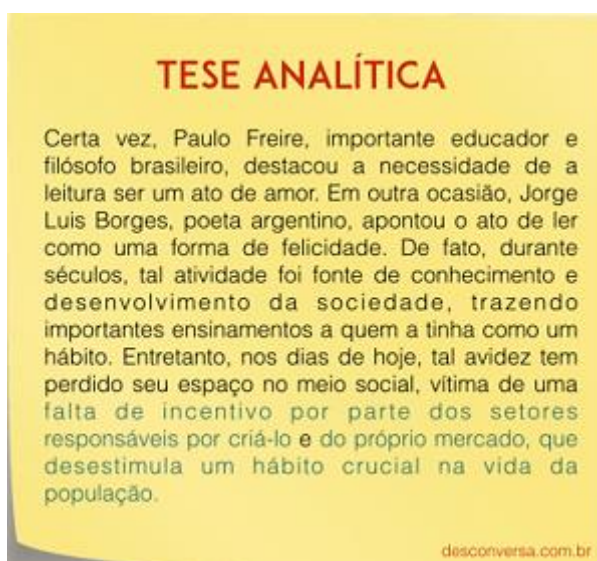 TESE ANALÍTICA
Certa vez, Paulo Freire, importante educador e
filósofo brasileiro, destacou a necessidade de a
leitura ser um ato de amor. Em outra ocasião, Jorge
Luis Borges, poeta argentino, apontou o ato de ler
como uma forma de felicidade. De fato, durante
séculos, tal atividade foi fonte de conhecimento e
desenvolvimento da sociedade, trazendo
importantes ensinamentos a quem a tinha como um
hábito. Entretanto, nos dias de hoje, tal avidez tem
perdido seu espaço no meio social, vítima de uma
falta de incentivo por parte dos setores
responsáveis por criá-lo e do próprio mercado, que
desestimula um hábito crucial na vida da
população.
desconversa.com.br